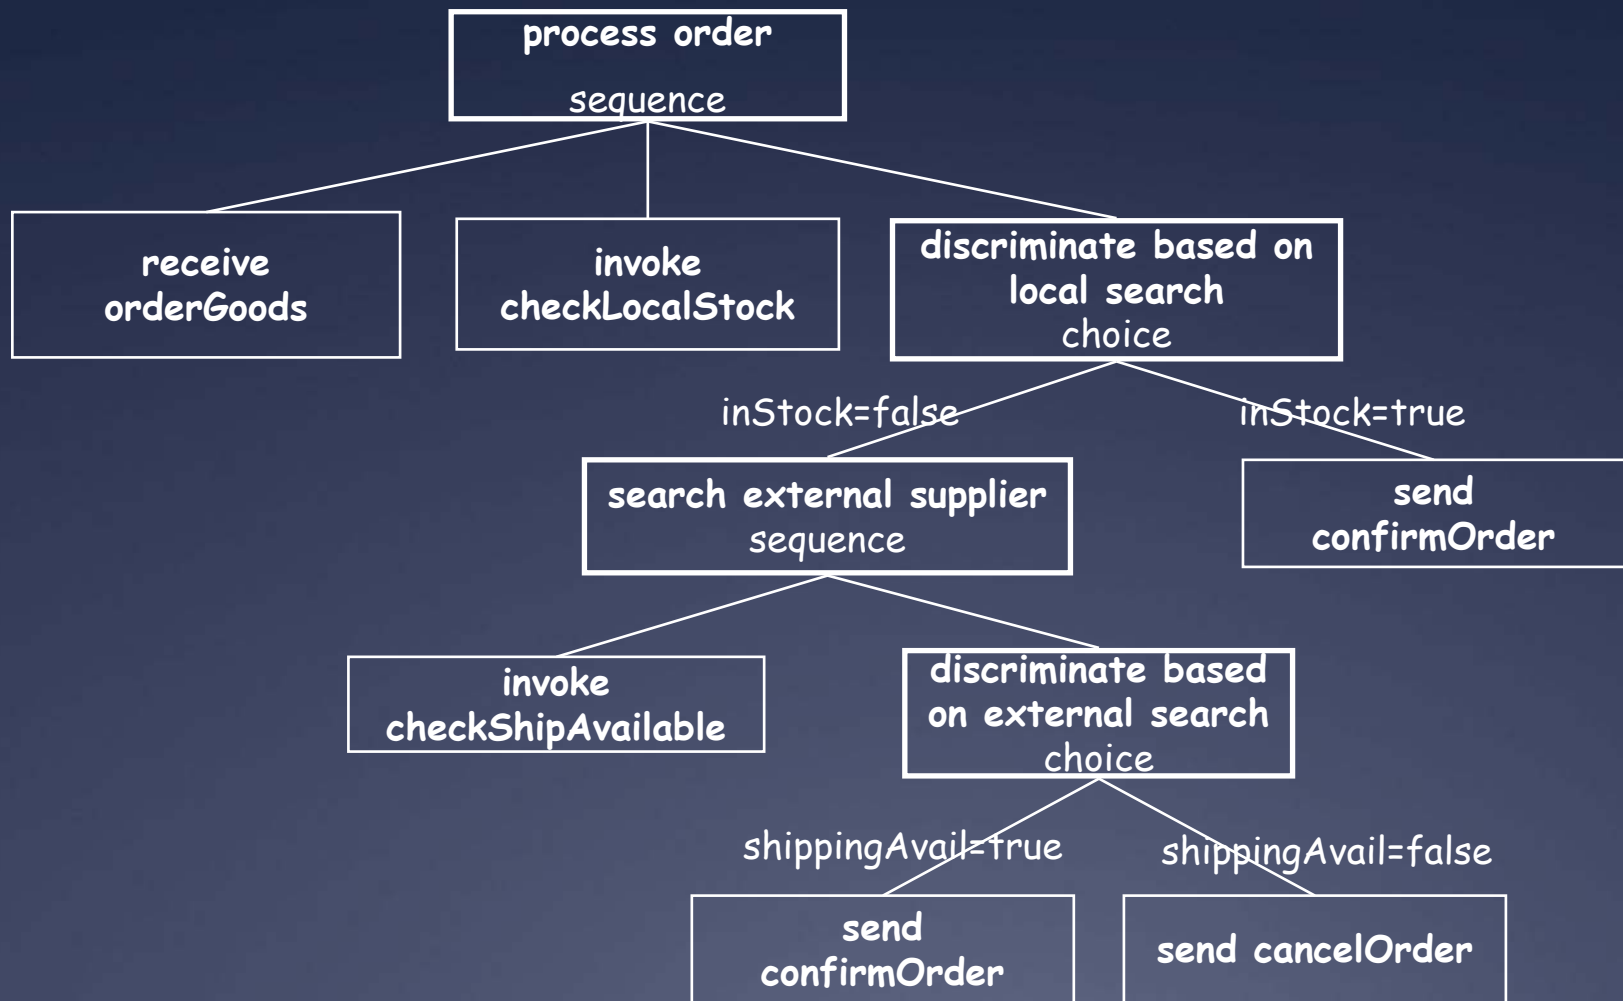 process order
sequence
receive
orderGoods
invoke
checkLocalStock
discriminate based on
local search
choice
inStock=false
inStock=true
search external supplier
sequence
send
confirmOrder
invoke
checkShipAvailable
discriminate based
on external search
choice
shippingAvail=true
shippingAvail=false
send
confirmOrder
send cancelOrder